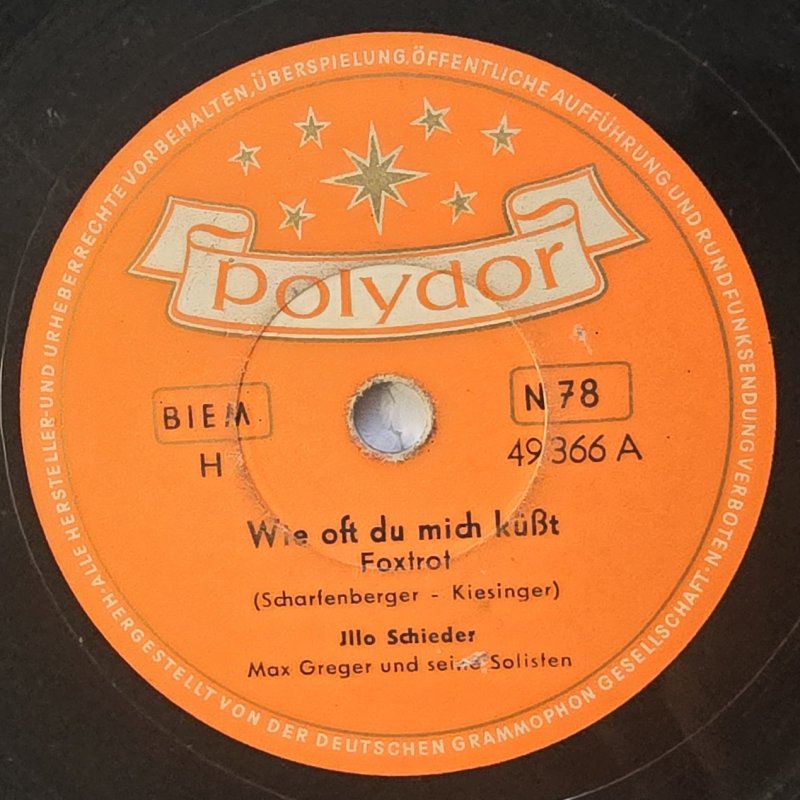 ALLE HERSTELLER-UND URHEBERRECHTE VORBEHALTEN, ÜBERSPIELUNG, ÖFFENTLICHE AUFFÜHRUNG UND RUNDFUNKSENDUNG VERBOTEN·
polydor
BIEM
N 78
H
49 366 A
Wie oft du mich küßt
Foxtrot
(Scharfenberger - Kiesinger)
Jllo Schieder
Max Greger und seine Solisten
HERGESTELLT VON DER DEUTSCHEN GRAMMOPHON GESELLSCHAFT·